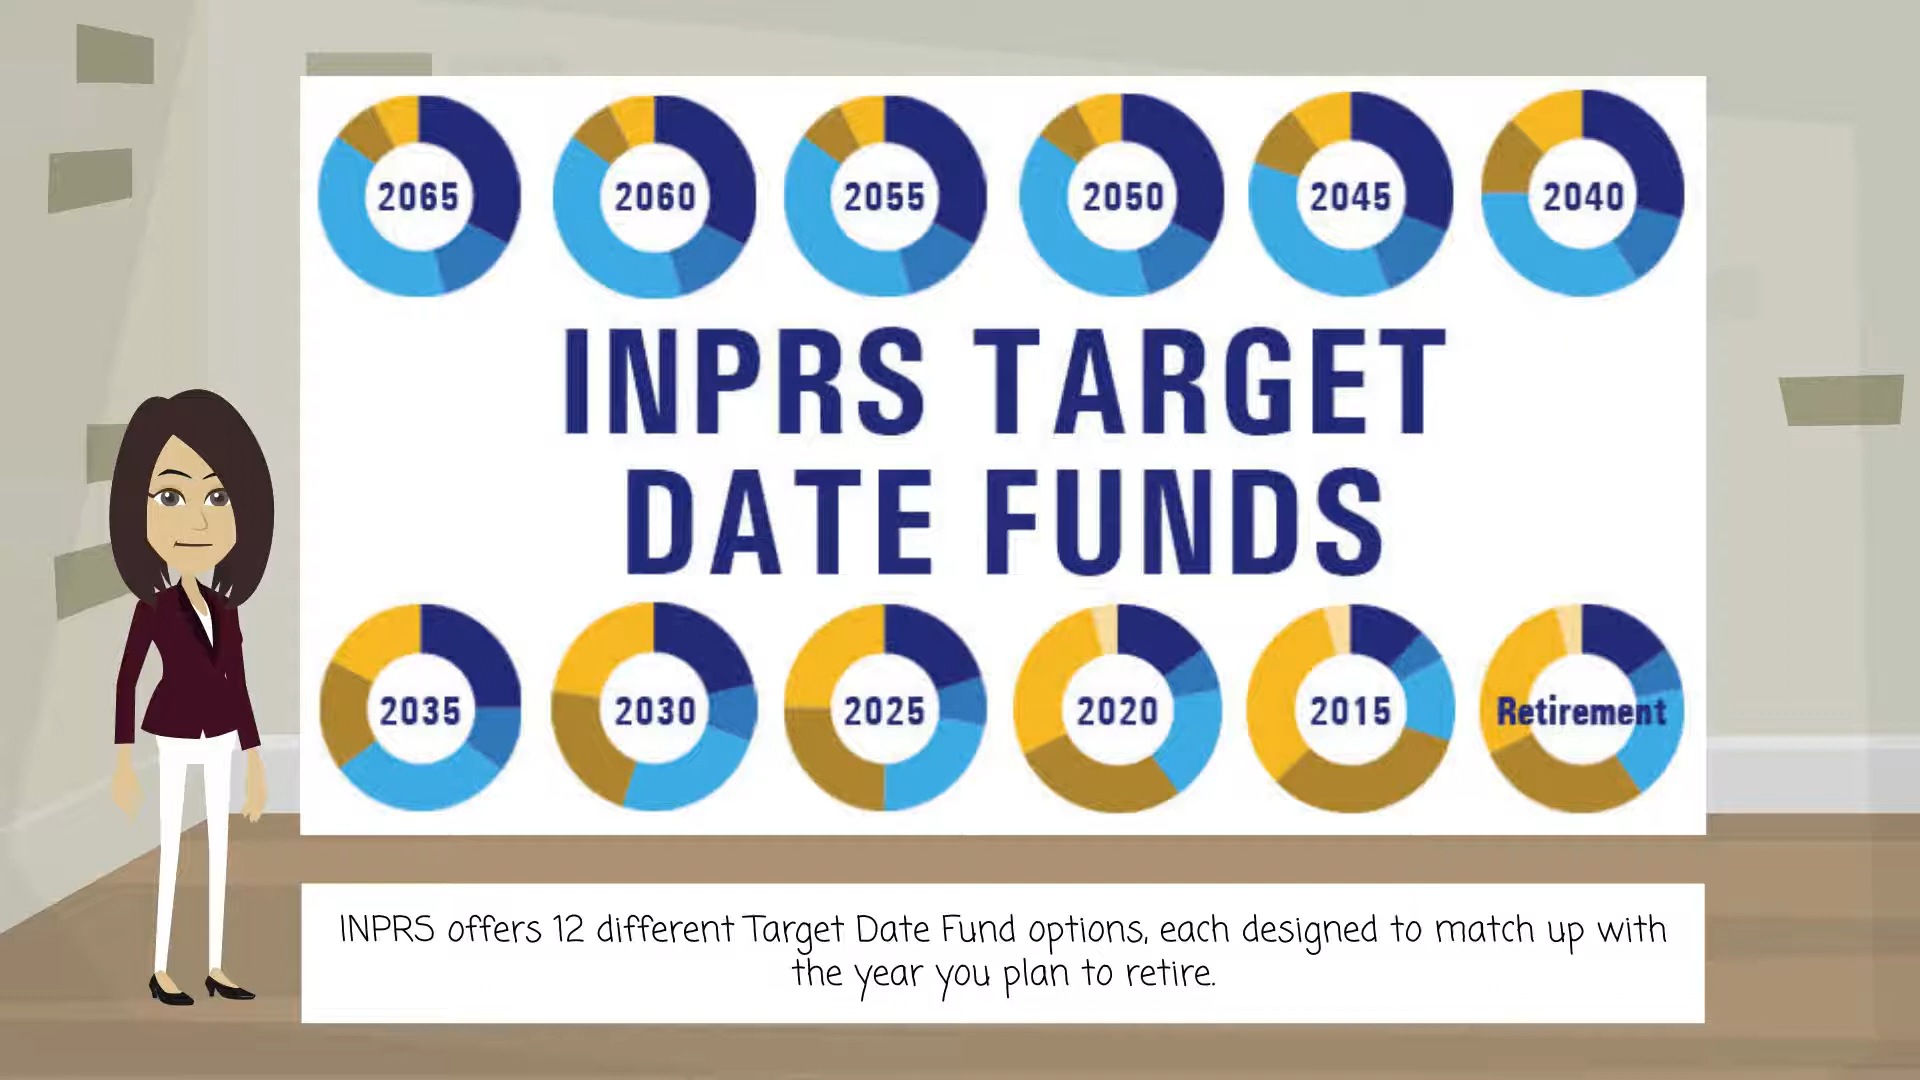 2065 2060 2055 2050 2045 2040
INPRS TARGET
DATE FUNDS
2035 2030 2025 2020 2015 Retirement
INPRS offers 12 different Target Date Fund options, each designed to match up with
the year you plan to retire.